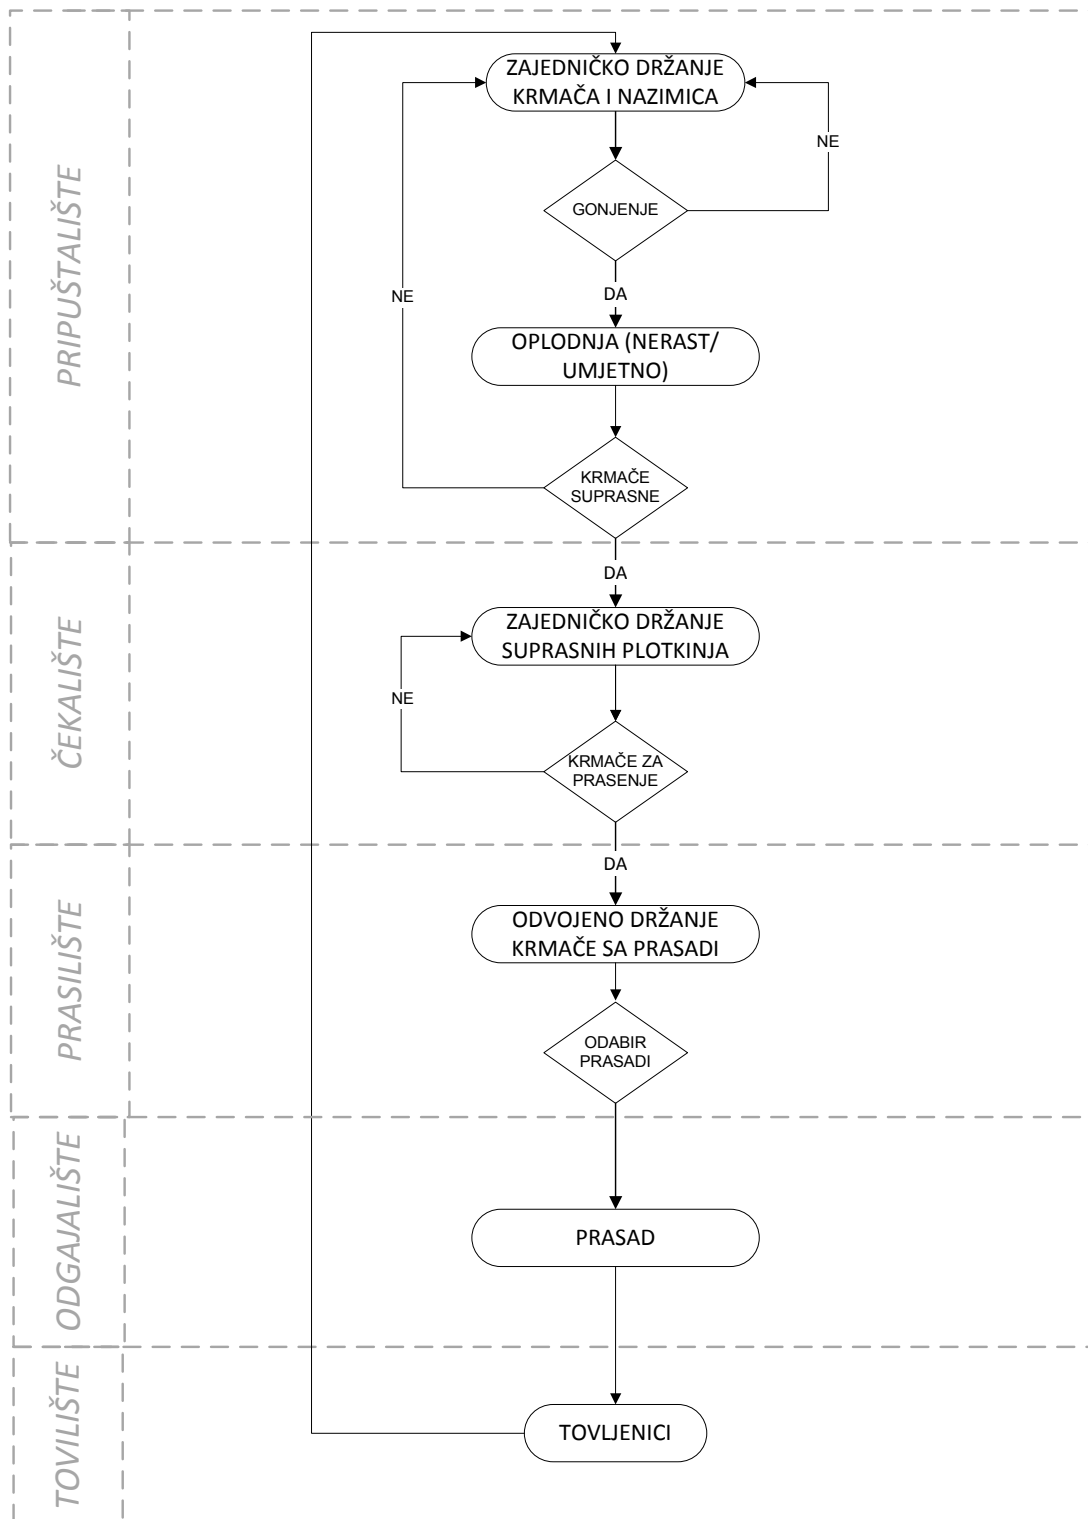 PRIPUŠTALIŠTE
ZAJEDNIČKO DRŽANJE
KRMAČA I NAZIMICA
NE
GONJENJE
NE
DA
OPLODNJA (NERAST/
UMJETNO)
KRMAČE
SUPRASNE
ČEKALIŠTE
DA
ZAJEDNIČKO DRŽANJE
SUPRASNIH PLOTKINJA
NE
KRMAČE ZA
PRASENJE
PRASILIŠTE
DA
ODVOJENO DRŽANJE
KRMAČE SA PRASADI
ODABIR
PRASADI
ODGAJALIŠTE
PRASAD
TOVILIŠTE
TOVLJENICI